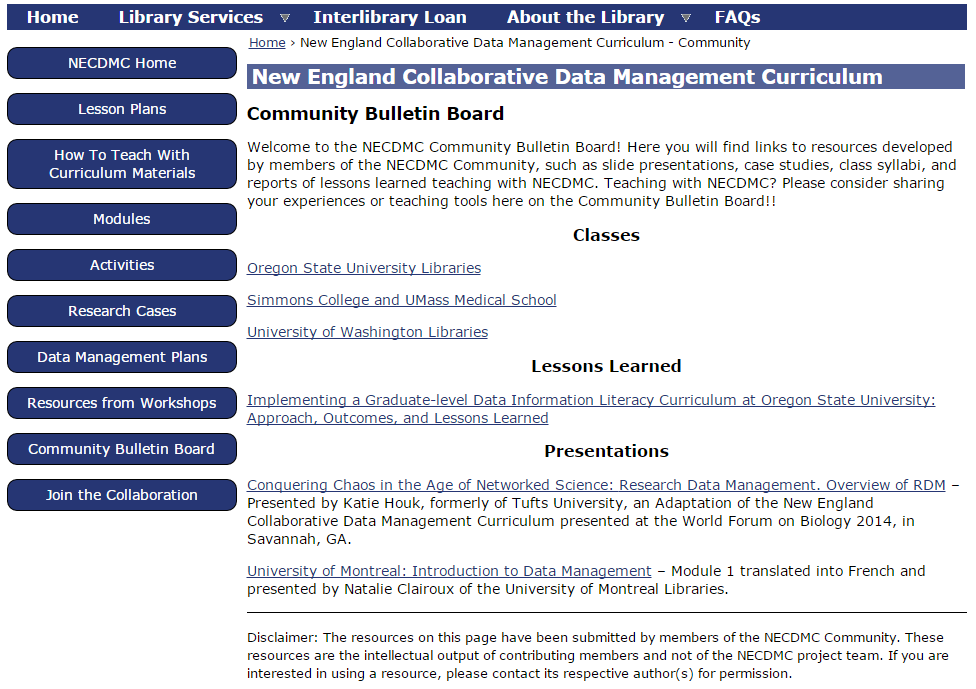 Home Library Services Interlibrary Loan About the Library FAQs
Home › New England Collaborative Data Management Curriculum - Community
NECDMC Home
Lesson Plans
How To Teach With
Curriculum Materials
Modules
Activities
Research Cases
Data Management Plans
Resources from Workshops
Community Bulletin Board
Join the Collaboration
New England Collaborative Data Management Curriculum
Community Bulletin Board
Welcome to the NECDMC Community Bulletin Board! Here you will find links to resources developed
by members of the NECDMC Community, such as slide presentations, case studies, class syllabi, and
reports of lessons learned teaching with NECDMC. Teaching with NECDMC? Please consider sharing
your experiences or teaching tools here on the Community Bulletin Board!!
Classes
Oregon State University Libraries
Simmons College and UMass Medical School
University of Washington Libraries
Lessons Learned
Implementing a Graduate-level Data Information Literacy Curriculum at Oregon State University:
Approach, Outcomes, and Lessons Learned
Presentations
Conquering Chaos in the Age of Networked Science: Research Data Management. Overview of RDM –
Presented by Katie Houk, formerly of Tufts University, an Adaptation of the New England
Collaborative Data Management Curriculum presented at the World Forum on Biology 2014, in
Savannah, GA.
University of Montreal: Introduction to Data Management – Module 1 translated into French and
presented by Natalie Clairoux of the University of Montreal Libraries.
Disclaimer: The resources on this page have been submitted by members of the NECDMC Community. These
resources are the intellectual output of contributing members and not of the NECDMC project team. If you are
interested in using a resource, please contact its respective author(s) for permission.